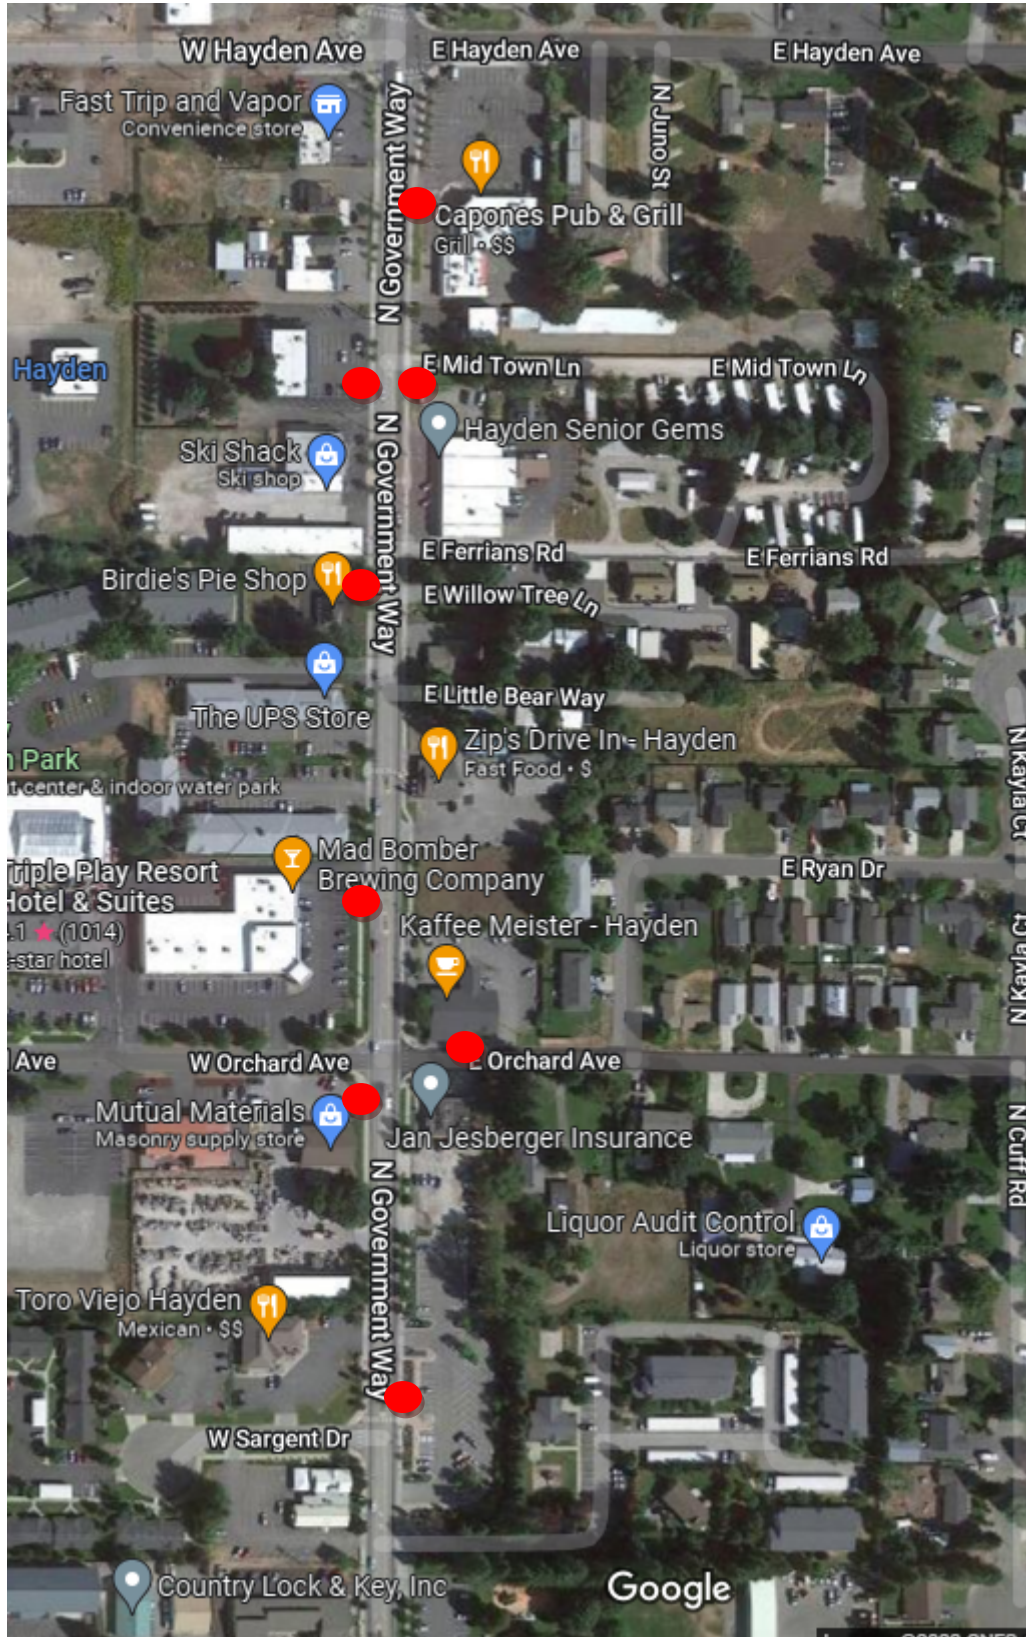 W Hayden Ave
E Hayden Ave
E Hayden Ave
Fast Trip and Vapor
Convenience store
N Government Way
N Juno St
Capones Pub & Grill
Grill • $$
Hayden
E Mid Town Ln
E Mid Town Ln
Hayden Senior Gems
Ski Shack
Ski shop
N Government Way
E Ferrians Rd
E Ferrians Rd
Birdie's Pie Shop
E Willow Tree Ln
The UPS Store
E Little Bear Way
Zip's Drive In - Hayden
Fast Food • $
N Kayla Ct
n Park
t center & indoor water park
Mad Bomber
Brewing Company
E Ryan Dr
Triple Play Resort
Hotel & Suites
4.1 ★ (1014)
-star hotel
Kaffee Meister - Hayden
N Kayla Ct
Ave
W Orchard Ave
E Orchard Ave
Mutual Materials
Masonry supply store
Jan Jesberger Insurance
N Cuff Rd
N Government Way
Liquor Audit Control
Liquor store
Toro Viejo Hayden
Mexican • $$
W Sargent Dr
Country Lock & Key, Inc
Google